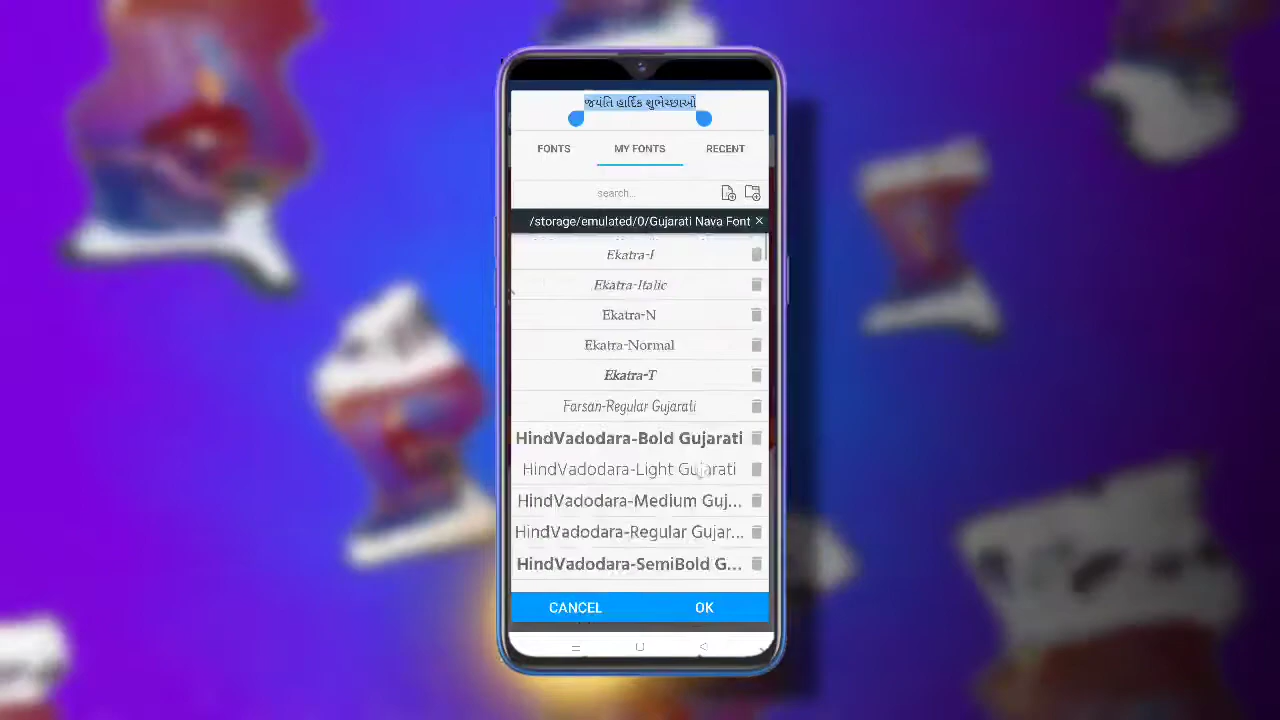 જયંતિ હાર્દિક શુભેચ્છાઓ
FONTS MY FONTS RECENT
search...
/storage/emulated/0/Gujarati Nava Font ×
Ekatra-I
Ekatra-Italic
Ekatra-N
Ekatra-Normal
Ekatra-T
Farsan-Regular Gujarati
HindVadodara-Bold Gujarati
HindVadodara-Light Gujarati
HindVadodara-Medium Guj...
HindVadodara-Regular Gujar...
HindVadodara-SemiBold G...
CANCEL OK